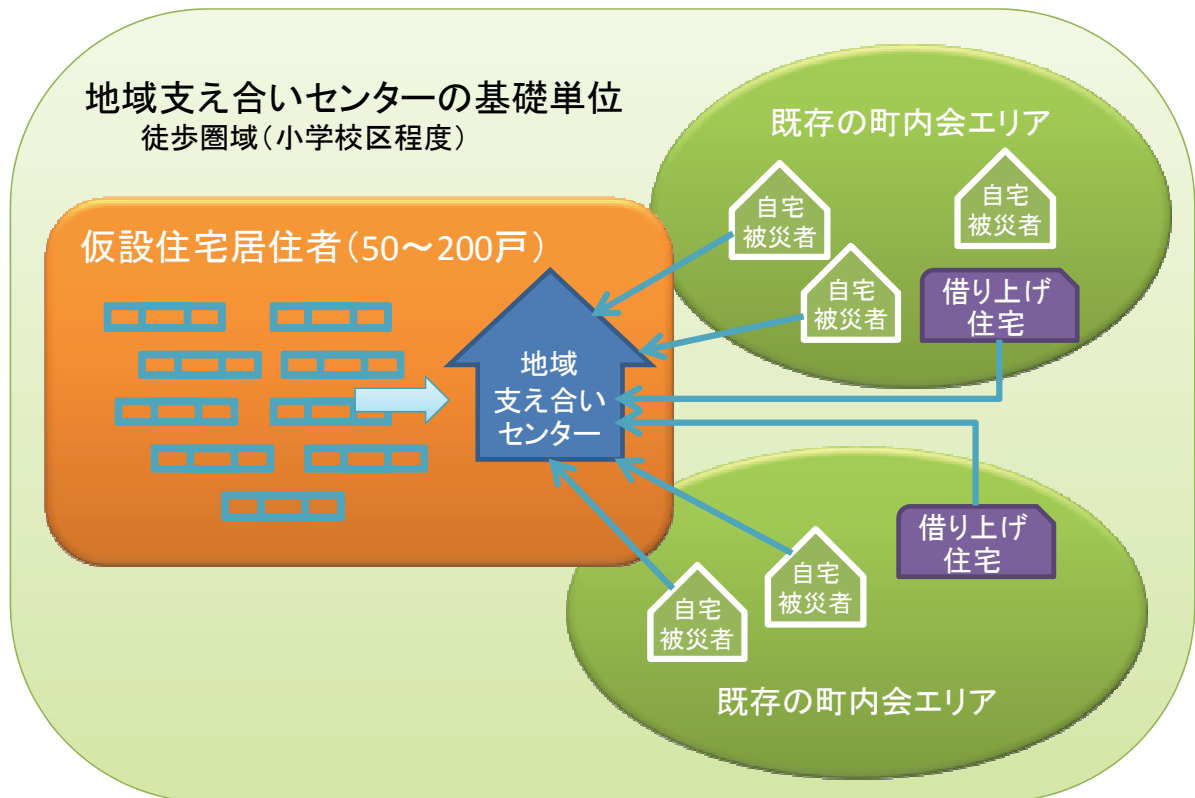 地域支え合いセンターの基礎単位
徒歩圏域(小学校区程度)
既存の町内会エリア
自宅
被災者
自宅
被災者
自宅
被災者
借り上げ
住宅
仮設住宅居住者(50~200戸)
地域
支え合い
センター
借り上げ
住宅
自宅
被災者
自宅
被災者
既存の町内会エリア